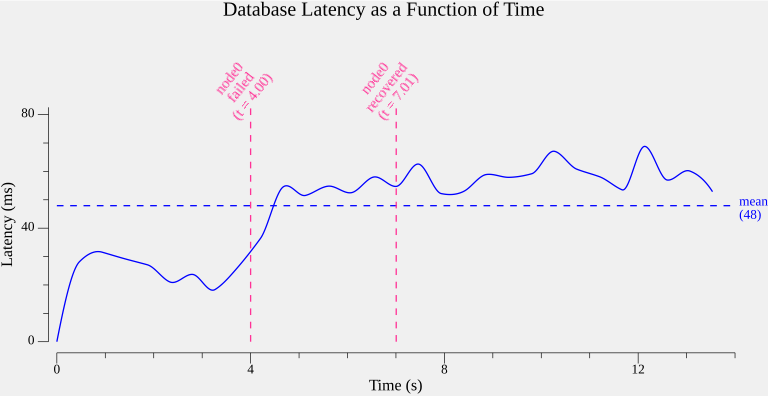 Database Latency as a Function of Time
node0
failed
(t = 4.00)
node0
recovered
(t = 7.01)
80
40
0
Latency (ms)
mean
(48)
0
4
8
12
Time (s)